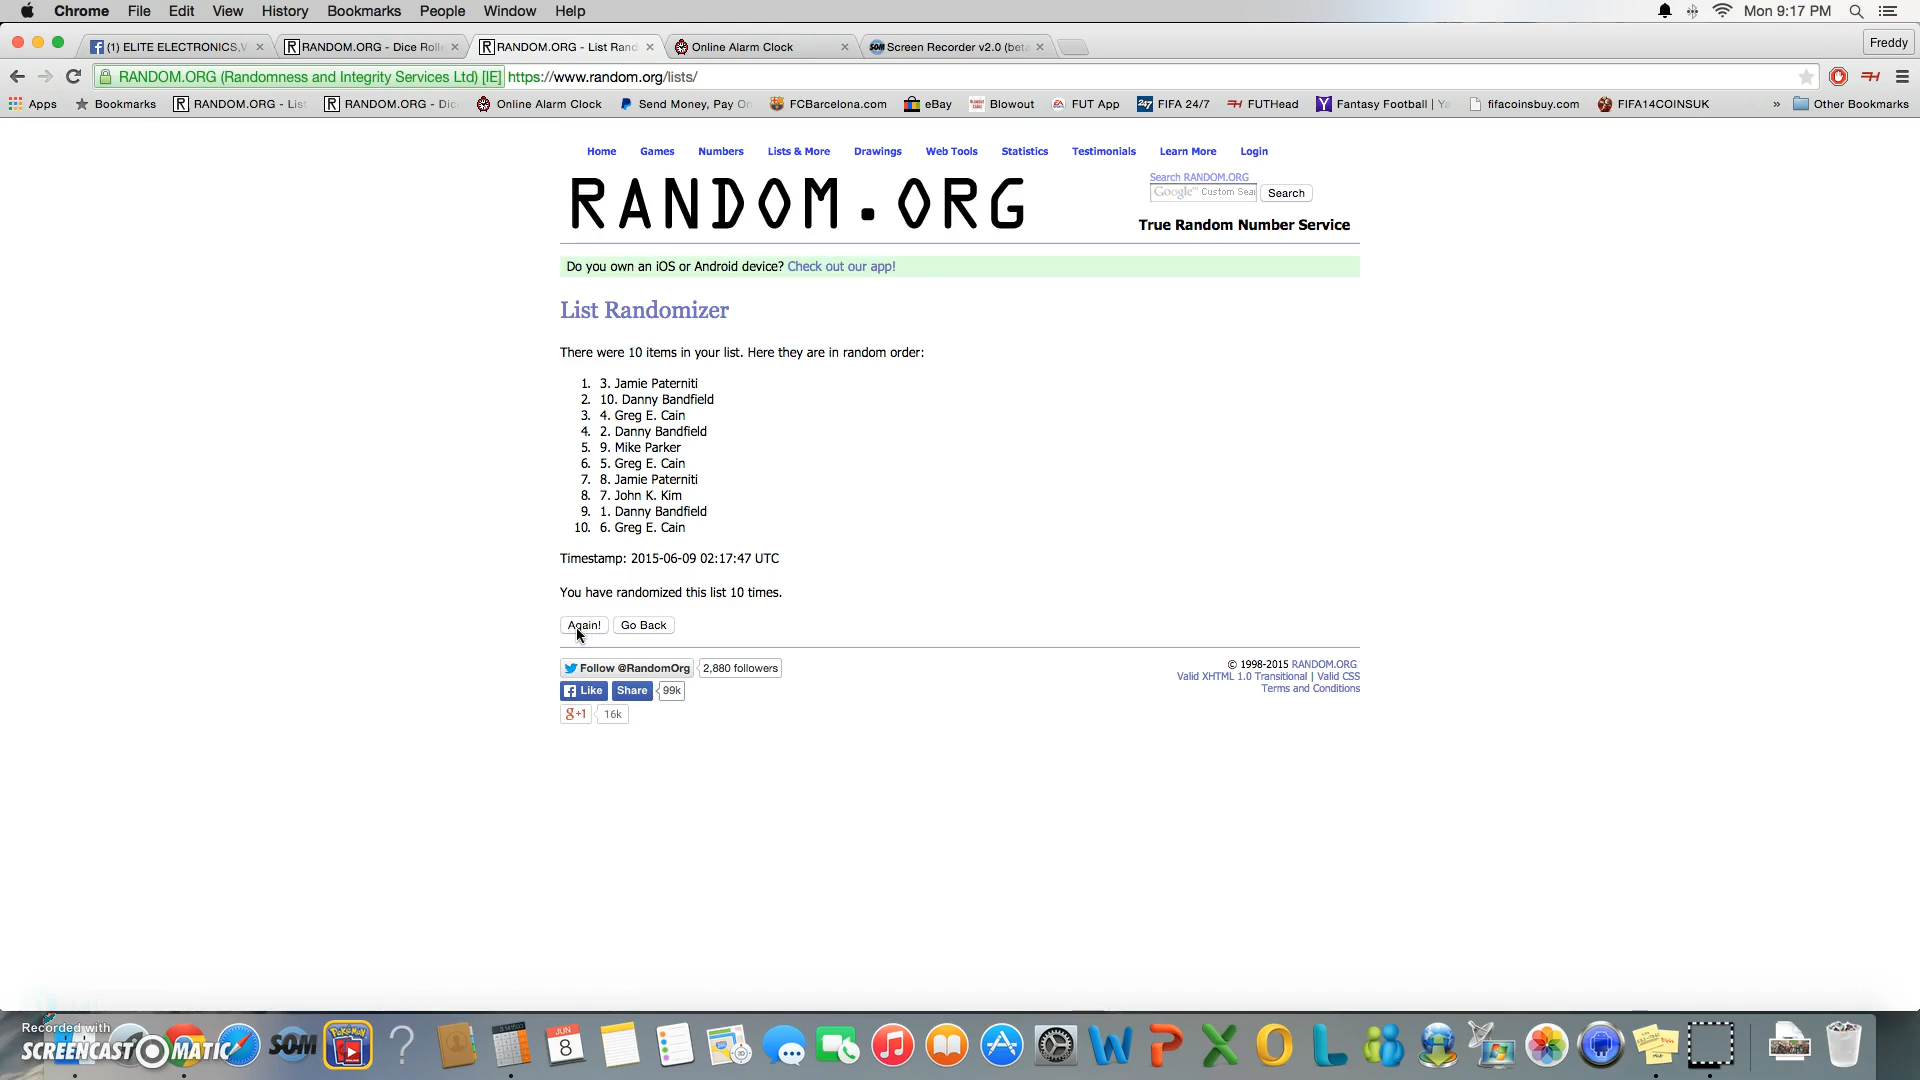 Chrome File Edit View History Bookmarks People Window Help Mon 9:17 PM
(1) ELITE ELECTRONICS,V RANDOM.ORG - Dice Rolle RANDOM.ORG - List Rand Online Alarm Clock Screen Recorder v2.0 (beta Freddy
RANDOM.ORG (Randomness and Integrity Services Ltd) [IE] https://www.random.org/lists/
Apps Bookmarks RANDOM.ORG - Lis RANDOM.ORG - Dic Online Alarm Clock Send Money, Pay On FCBarcelona.com eBay Blowout FUT App FIFA 24/7 FUTHead Fantasy Football | Ya fifacoinsbuy.com FIFA14COINSUK » Other Bookmarks
Home Games Numbers Lists & More Drawings Web Tools Statistics Testimonials Learn More Login
RANDOM.ORG
Search RANDOM.ORG
Google™ Custom Sear Search
True Random Number Service
Do you own an iOS or Android device? Check out our app!
List Randomizer
There were 10 items in your list. Here they are in random order:
1. 3. Jamie Paterniti
2. 10. Danny Bandfield
3. 4. Greg E. Cain
4. 2. Danny Bandfield
5. 9. Mike Parker
6. 5. Greg E. Cain
7. 8. Jamie Paterniti
8. 7. John K. Kim
9. 1. Danny Bandfield
10. 6. Greg E. Cain
Timestamp: 2015-06-09 02:17:47 UTC
You have randomized this list 10 times.
Again! Go Back
Follow @RandomOrg 2,880 followers
Like Share 99k
g+1 16k
© 1998-2015 RANDOM.ORG
Valid XHTML 1.0 Transitional | Valid CSS
Terms and Conditions
Recorded with
SCREENCAST-O-MATIC
SOM
JUN
8